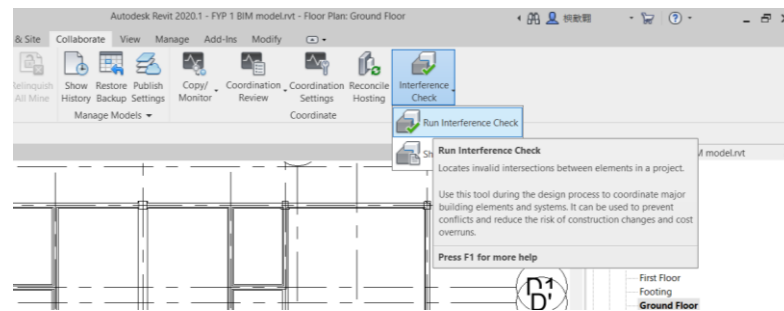 Autodesk Revit 2020.1 - FYP 1 BIM model.rvt - Floor Plan: Ground Floor
& Site Collaborate View Manage Add-Ins Modify
Relinquish All Mine
Show History
Restore Backup
Publish Settings
Copy/ Monitor
Coordination Review
Coordination Settings
Reconcile Hosting
Interference Check
Manage Models
Coordinate
Run Interference Check
Sh
M model.rvt
Run Interference Check
Locates invalid intersections between elements in a project.
Use this tool during the design process to coordinate major
building elements and systems. It can be used to prevent
conflicts and reduce the risk of construction changes and cost
overruns.
Press F1 for more help
First Floor
Footing
Ground Floor
D1
D'